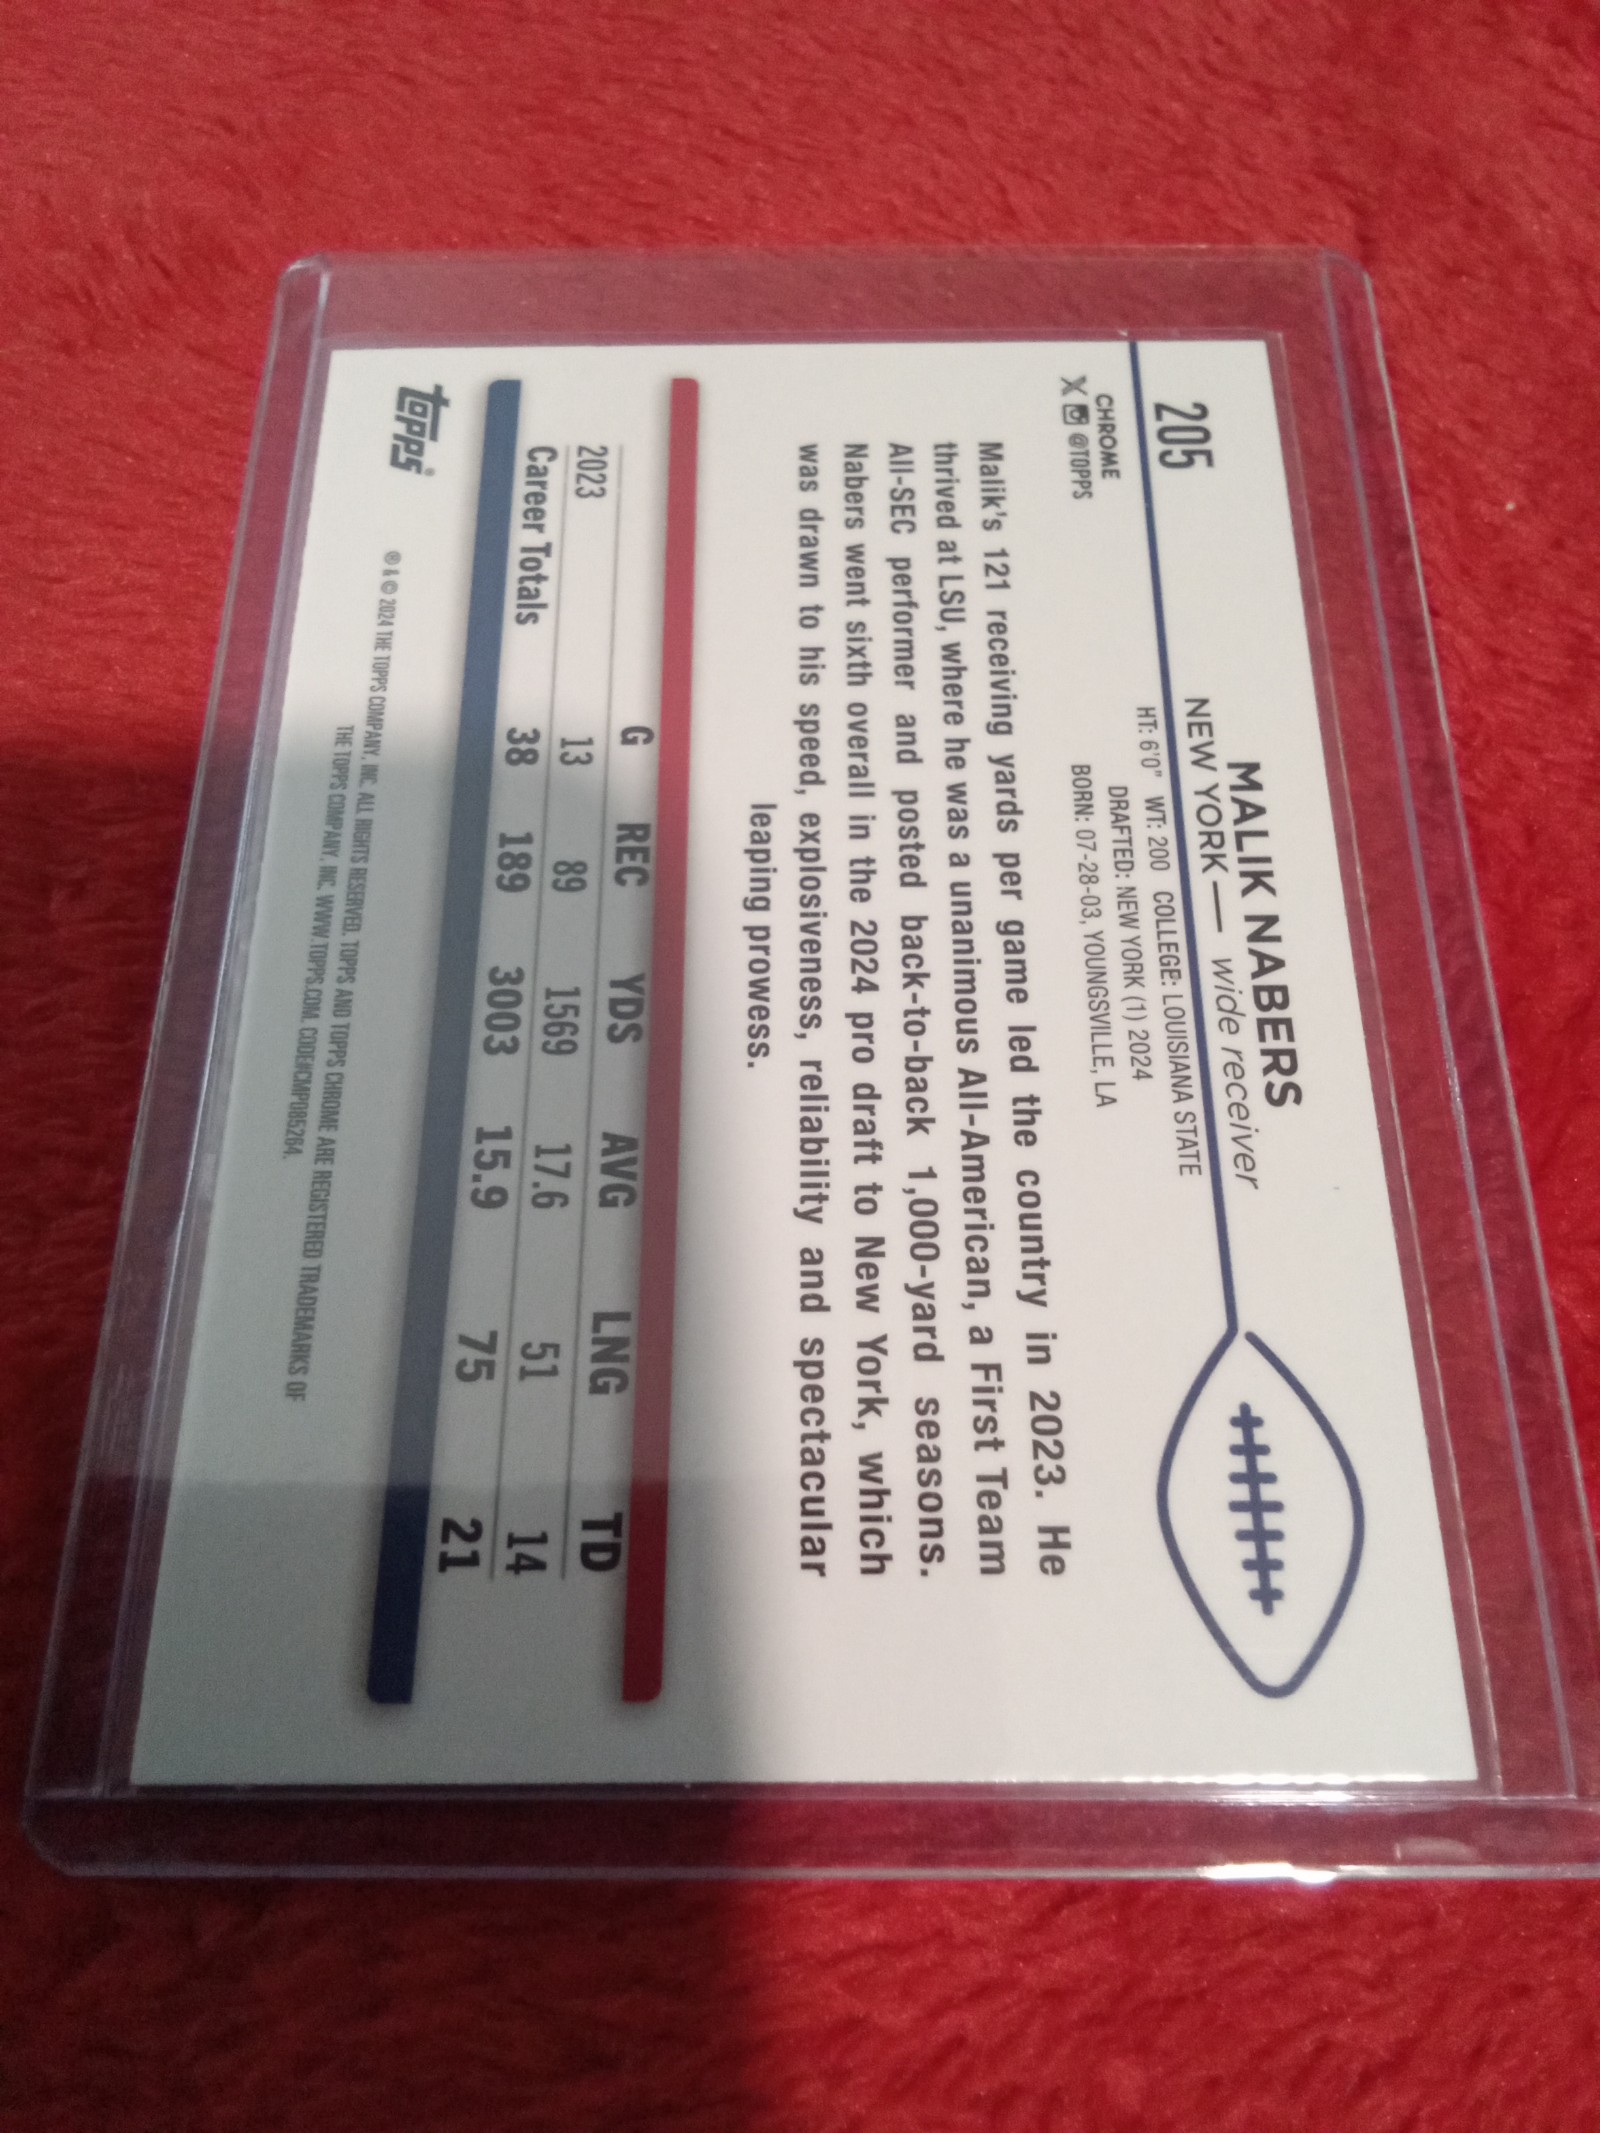 205
MALIK NABERS
NEW YORK — wide receiver
HT: 6'0" WT: 200 COLLEGE: LOUISIANA STATE
DRAFTED: NEW YORK (1) 2024
BORN: 07-28-03, YOUNGSVILLE, LA
CHROME
X @TOPPS
Malik's 121 receiving yards per game led the country in 2023. He
thrived at LSU, where he was a unanimous All-American, a First Team
All-SEC performer and posted back-to-back 1,000-yard seasons.
Nabers went sixth overall in the 2024 pro draft to New York, which
was drawn to his speed, explosiveness, reliability and spectacular
leaping prowess.
G REC YDS AVG LNG TD
2023 13 89 1569 17.6 51 14
Career Totals 38 189 3003 15.9 75 21
topps®
® & © 2024 THE TOPPS COMPANY, INC. ALL RIGHTS RESERVED. TOPPS AND TOPPS CHROME ARE REGISTERED TRADEMARKS OF
THE TOPPS COMPANY, INC. WWW.TOPPS.COM. CODE#CMP085264.